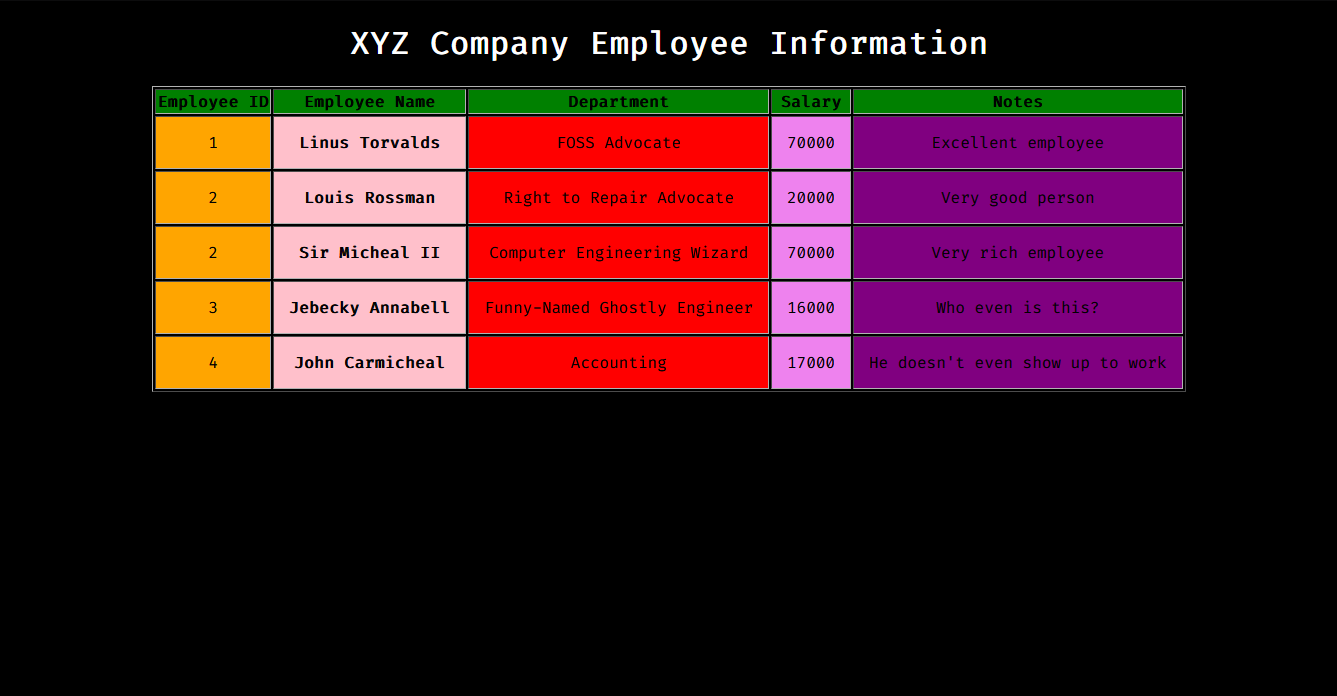 XYZ Company Employee Information
Employee ID Employee Name Department Salary Notes
1 Linus Torvalds FOSS Advocate 70000 Excellent employee
2 Louis Rossman Right to Repair Advocate 20000 Very good person
2 Sir Micheal II Computer Engineering Wizard 70000 Very rich employee
3 Jebecky Annabell Funny-Named Ghostly Engineer 16000 Who even is this?
4 John Carmicheal Accounting 17000 He doesn't even show up to work